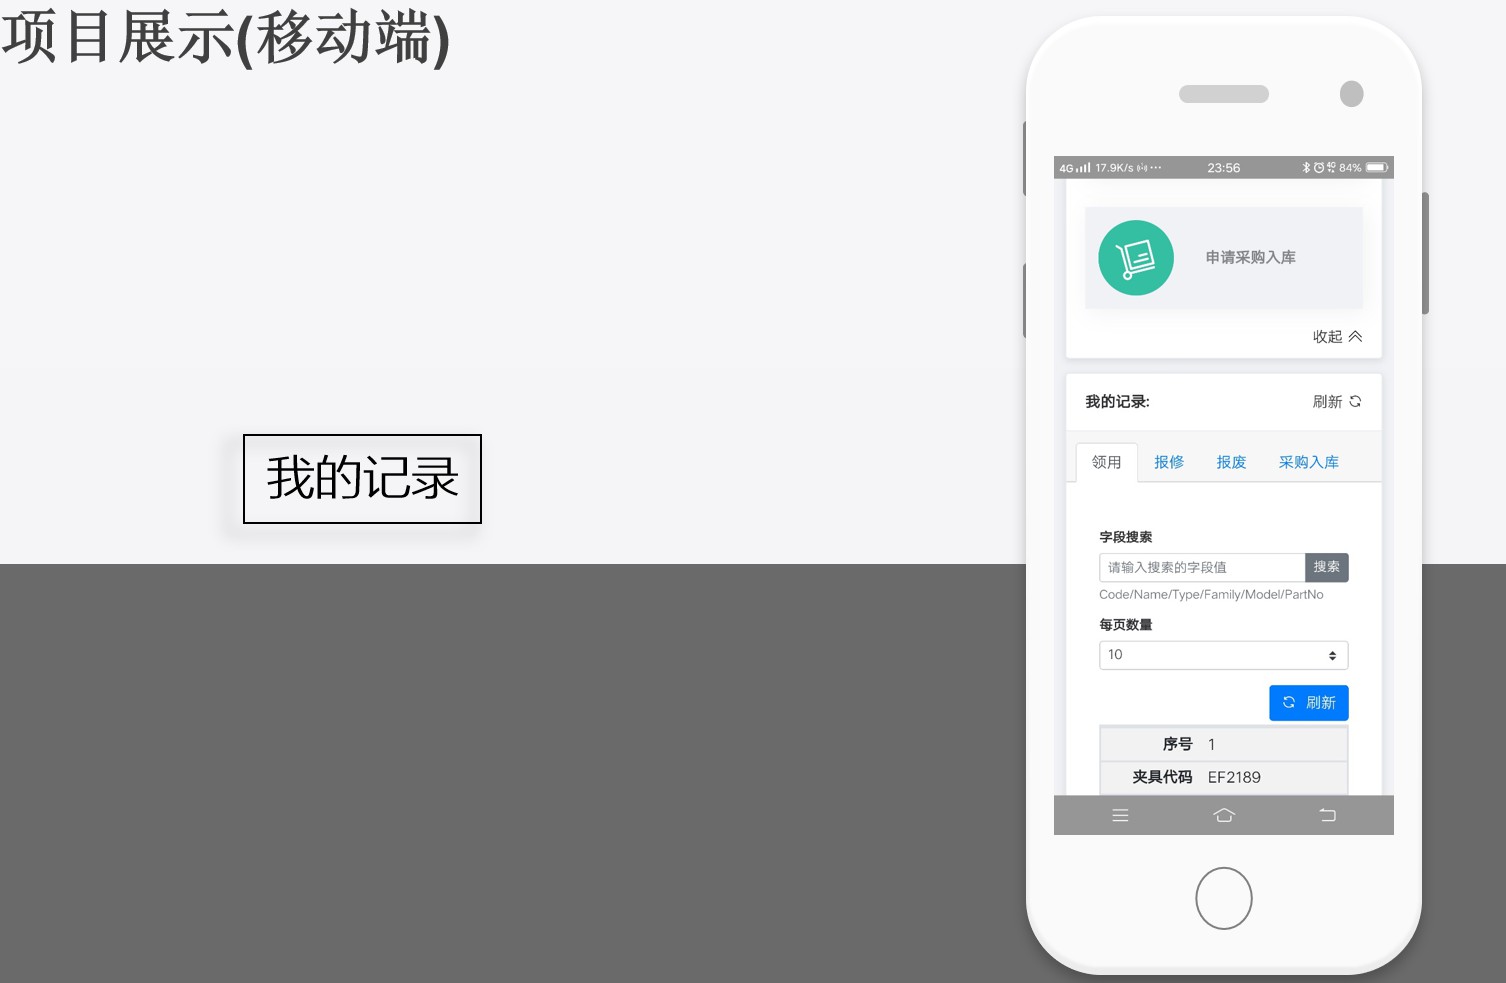 项目展示(移动端)
我的记录
4G 17.9K/s ··· 23:56 4G 84%
申请采购入库
收起
我的记录: 刷新
领用 报修 报废 采购入库
字段搜索
请输入搜索的字段值 搜索
Code/Name/Type/Family/Model/PartNo
每页数量
10
刷新
序号 1
夹具代码 EF2189